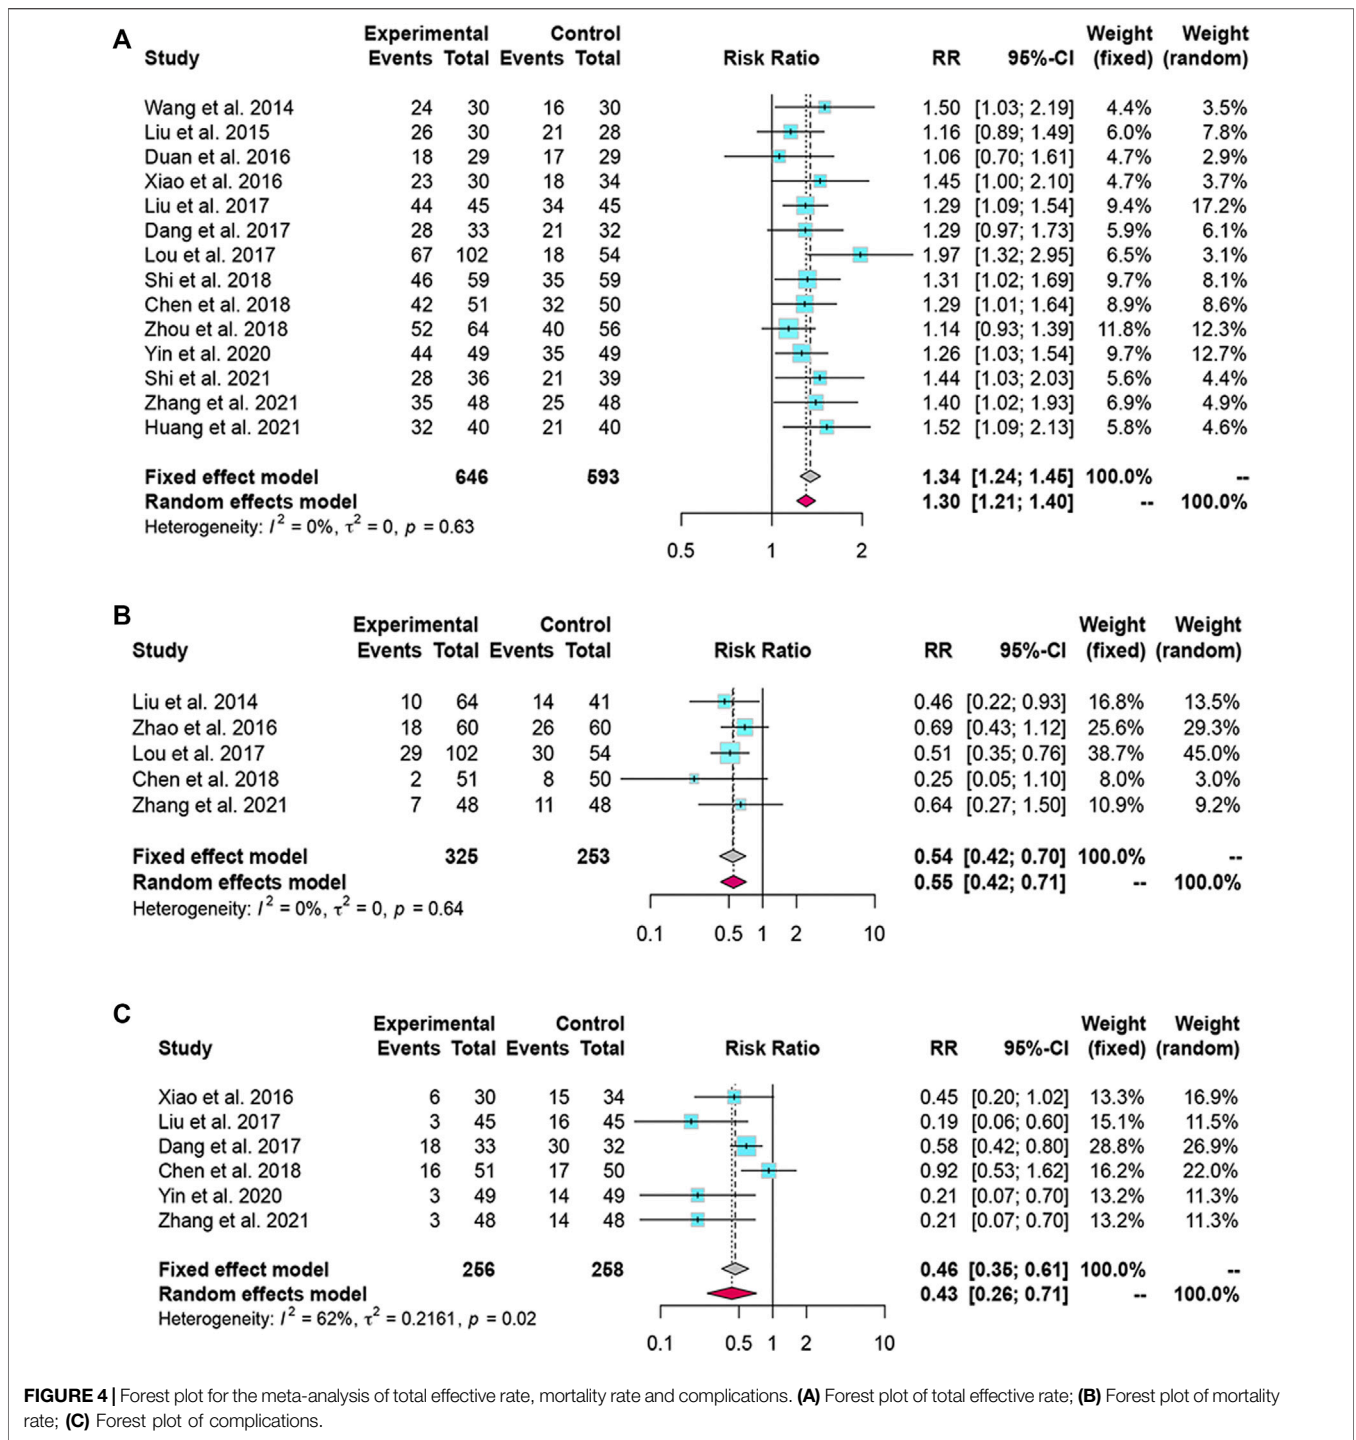 A
Experimental Control Weight Weight
Study Events Total Events Total Risk Ratio RR 95%-CI (fixed) (random)
Wang et al. 2014 24 30 16 30 1.50 [1.03; 2.19] 4.4% 3.5%
Liu et al. 2015 26 30 21 28 1.16 [0.89; 1.49] 6.0% 7.8%
Duan et al. 2016 18 29 17 29 1.06 [0.70; 1.61] 4.7% 2.9%
Xiao et al. 2016 23 30 18 34 1.45 [1.00; 2.10] 4.7% 3.7%
Liu et al. 2017 44 45 34 45 1.29 [1.09; 1.54] 9.4% 17.2%
Dang et al. 2017 28 33 21 32 1.29 [0.97; 1.73] 5.9% 6.1%
Lou et al. 2017 67 102 18 54 1.97 [1.32; 2.95] 6.5% 3.1%
Shi et al. 2018 46 59 35 59 1.31 [1.02; 1.69] 9.7% 8.1%
Chen et al. 2018 42 51 32 50 1.29 [1.01; 1.64] 8.9% 8.6%
Zhou et al. 2018 52 64 40 56 1.14 [0.93; 1.39] 11.8% 12.3%
Yin et al. 2020 44 49 35 49 1.26 [1.03; 1.54] 9.7% 12.7%
Shi et al. 2021 28 36 21 39 1.44 [1.03; 2.03] 5.6% 4.4%
Zhang et al. 2021 35 48 25 48 1.40 [1.02; 1.93] 6.9% 4.9%
Huang et al. 2021 32 40 21 40 1.52 [1.09; 2.13] 5.8% 4.6%
Fixed effect model 646 593 1.34 [1.24; 1.45] 100.0% --
Random effects model 1.30 [1.21; 1.40] -- 100.0%
Heterogeneity: I² = 0%, τ² = 0, p = 0.63
0.5 1 2
B
Experimental Control Weight Weight
Study Events Total Events Total Risk Ratio RR 95%-CI (fixed) (random)
Liu et al. 2014 10 64 14 41 0.46 [0.22; 0.93] 16.8% 13.5%
Zhao et al. 2016 18 60 26 60 0.69 [0.43; 1.12] 25.6% 29.3%
Lou et al. 2017 29 102 30 54 0.51 [0.35; 0.76] 38.7% 45.0%
Chen et al. 2018 2 51 8 50 0.25 [0.05; 1.10] 8.0% 3.0%
Zhang et al. 2021 7 48 11 48 0.64 [0.27; 1.50] 10.9% 9.2%
Fixed effect model 325 253 0.54 [0.42; 0.70] 100.0% --
Random effects model 0.55 [0.42; 0.71] -- 100.0%
Heterogeneity: I² = 0%, τ² = 0, p = 0.64
0.1 0.5 1 2 10
C
Experimental Control Weight Weight
Study Events Total Events Total Risk Ratio RR 95%-CI (fixed) (random)
Xiao et al. 2016 6 30 15 34 0.45 [0.20; 1.02] 13.3% 16.9%
Liu et al. 2017 3 45 16 45 0.19 [0.06; 0.60] 15.1% 11.5%
Dang et al. 2017 18 33 30 32 0.58 [0.42; 0.80] 28.8% 26.9%
Chen et al. 2018 16 51 17 50 0.92 [0.53; 1.62] 16.2% 22.0%
Yin et al. 2020 3 49 14 49 0.21 [0.07; 0.70] 13.2% 11.3%
Zhang et al. 2021 3 48 14 48 0.21 [0.07; 0.70] 13.2% 11.3%
Fixed effect model 256 258 0.46 [0.35; 0.61] 100.0% --
Random effects model 0.43 [0.26; 0.71] -- 100.0%
Heterogeneity: I² = 62%, τ² = 0.2161, p = 0.02
0.1 0.5 1 2 10
FIGURE 4 | Forest plot for the meta-analysis of total effective rate, mortality rate and complications. (A) Forest plot of total effective rate; (B) Forest plot of mortality
rate; (C) Forest plot of complications.